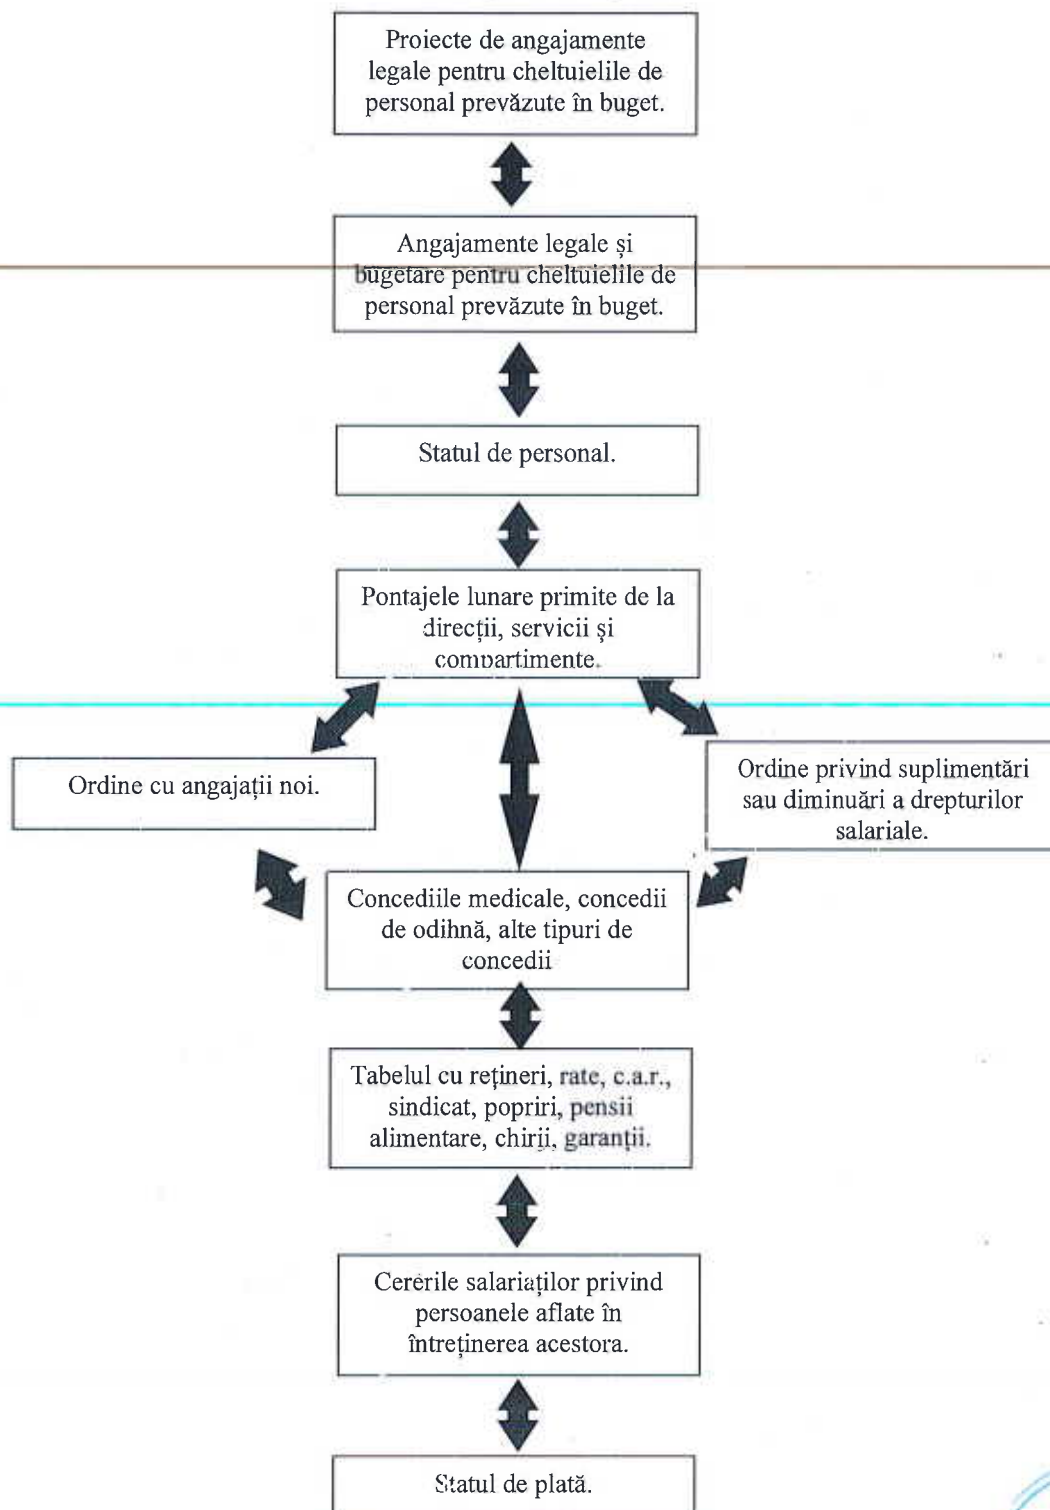 Proiecte de angajamente
legale pentru cheltuielile de
personal prevăzute în buget.
Angajamente legale și
bugetare pentru cheltuielile de
personal prevăzute în buget.
Statul de personal.
Pontajele lunare primite de la
direcții, servicii și
compartimente.
Ordine cu angajații noi.
Ordine privind suplimentări
sau diminuări a drepturilor
salariale.
Concediile medicale, concedii
de odihnă, alte tipuri de
concedii
Tabelul cu rețineri, rate, c.a.r.,
sindicat, popriri, pensii
alimentare, chirii, garanții.
Cererile salariaților privind
persoanele aflate în
întreținerea acestora.
Statul de plată.